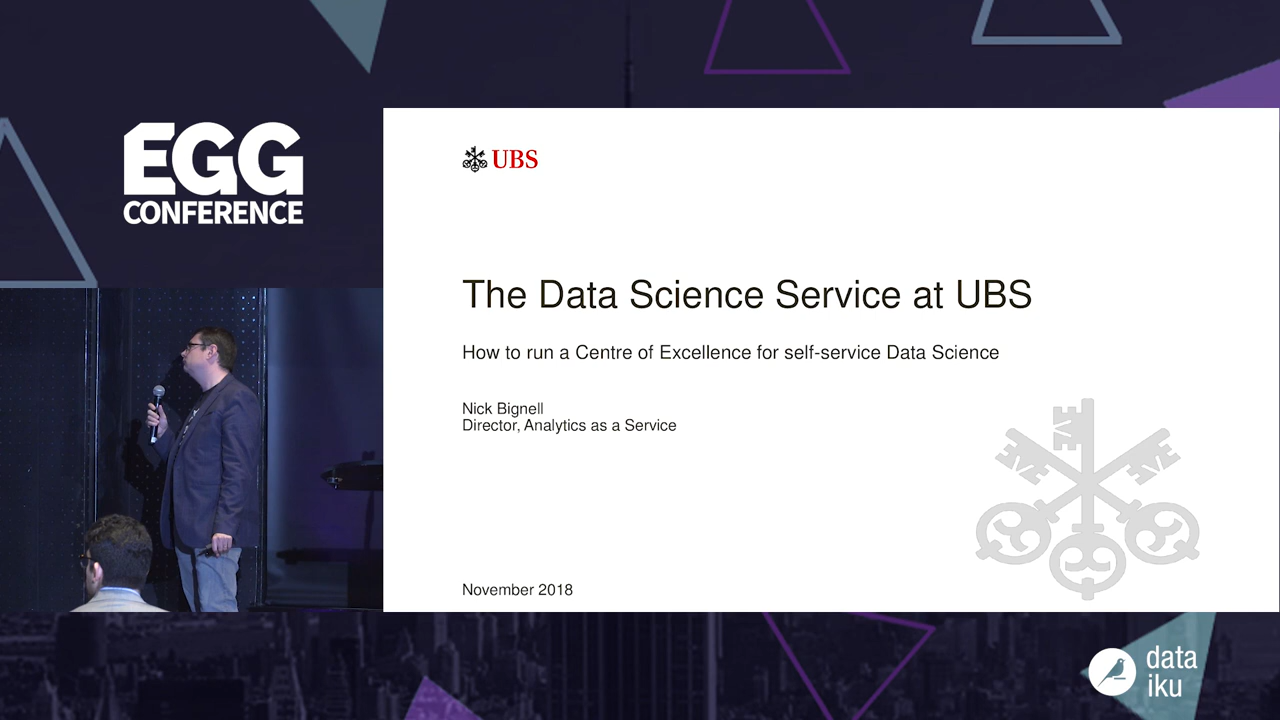 EGG
CONFERENCE
UBS
The Data Science Service at UBS
How to run a Centre of Excellence for self-service Data Science
Nick Bignell
Director, Analytics as a Service
November 2018
data
iku